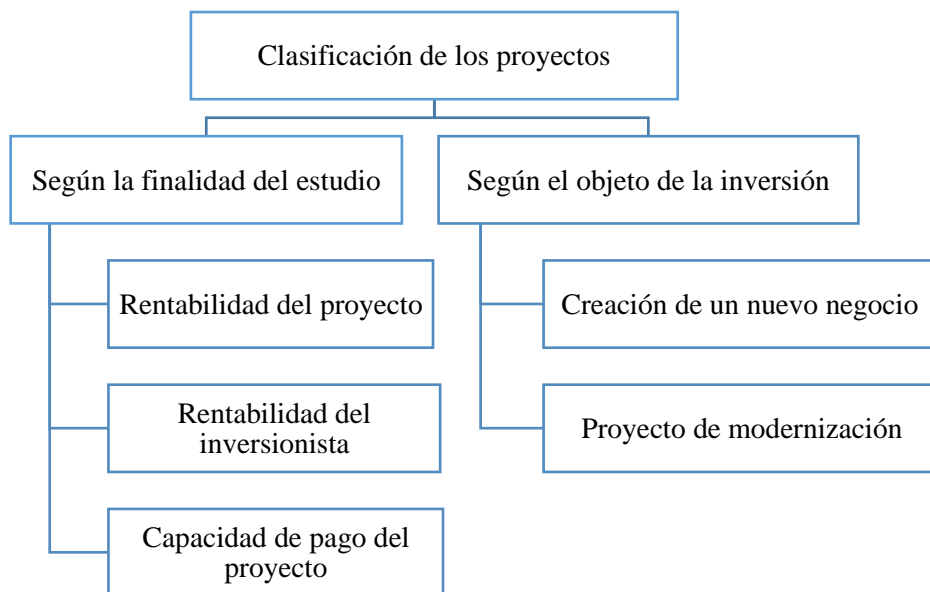 Clasificación de los proyectos
Según la finalidad del estudio
Rentabilidad del proyecto
Rentabilidad del
inversionista
Capacidad de pago del
proyecto
Según el objeto de la inversión
Creación de un nuevo negocio
Proyecto de modernización